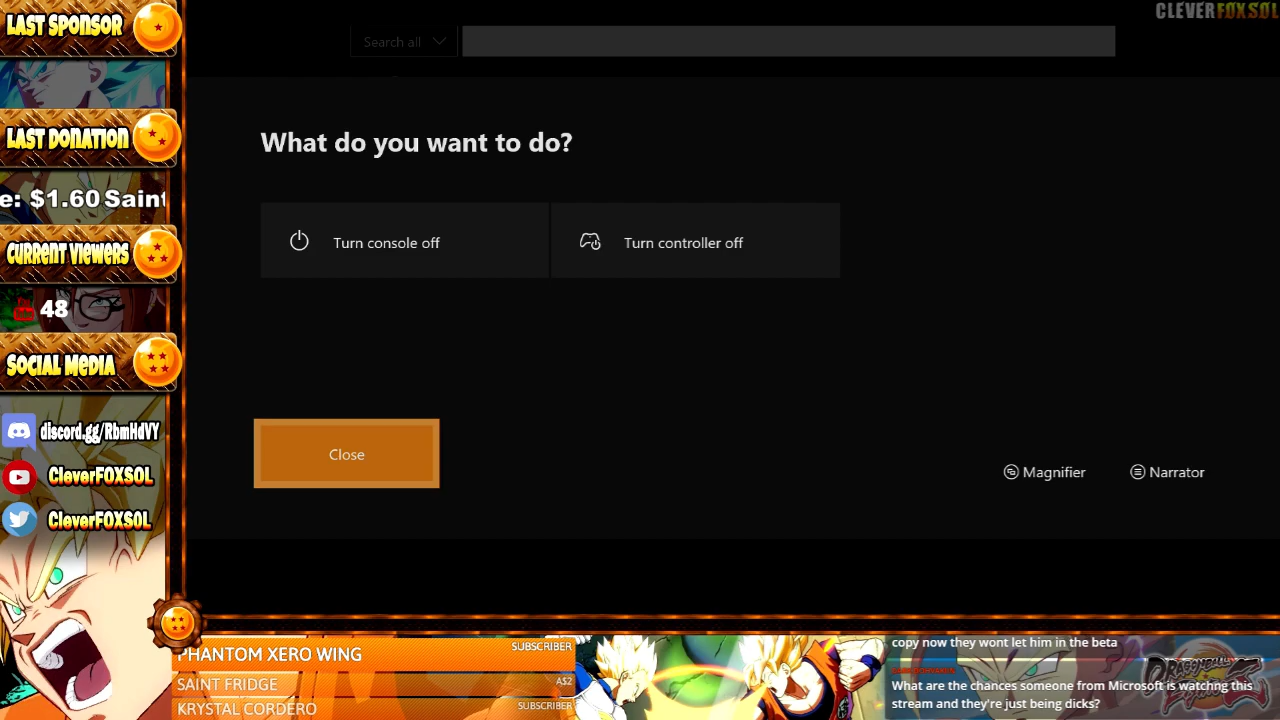 LAST SPONSOR
LAST DONATION
e: $1.60 Saint
CURRENT VIEWERS
48
SOCIAL MEDIA
discord.gg/RbmHdVY
CleverFOXSOL
CleverFOXSOL
CLEVERFOXSOL
Search all
What do you want to do?
Turn console off
Turn controller off
Close
Magnifier
Narrator
PHANTOM XERO WING SUBSCRIBER
SAINT FRIDGE A$2
KRYSTAL CORDERO SUBSCRIBER
copy now they wont let him in the beta
What are the chances someone from Microsoft is watchng this
stream and they're just being dicks?
DRAGONBALL
FIGHTERZ